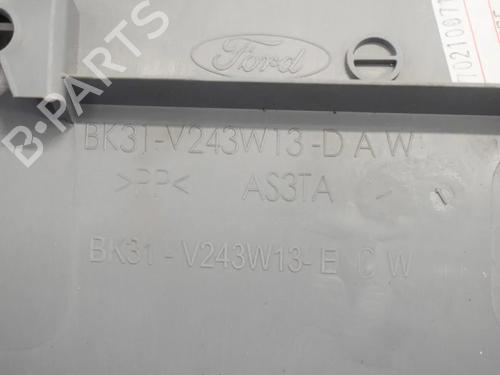 Ford
BK31-V243W13-DAW
>PP< AS3TA
BK31-V243W13-E C W
B-PARTS